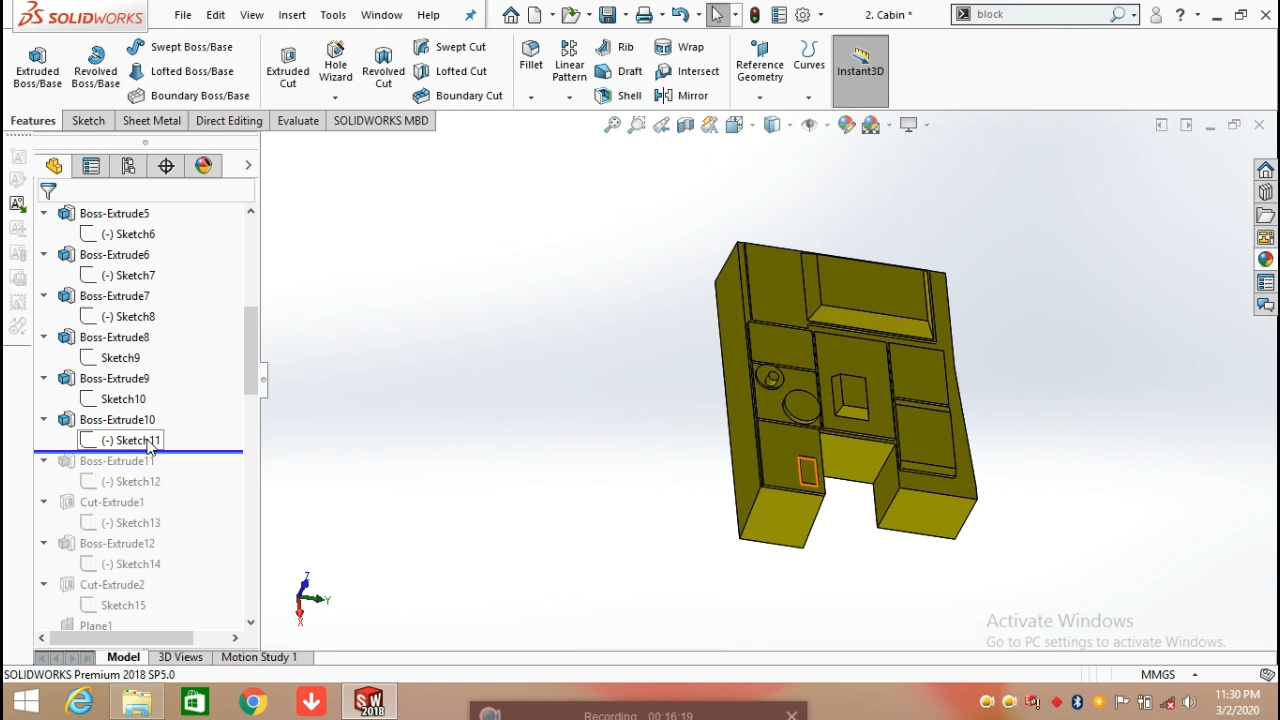 SOLIDWORKS File Edit View Insert Tools Window Help 2. Cabin * block
Extruded Boss/Base Revolved Boss/Base Swept Boss/Base Lofted Boss/Base Boundary Boss/Base Extruded Cut Hole Wizard Revolved Cut Swept Cut Lofted Cut Boundary Cut Fillet Linear Pattern Rib Draft Shell Wrap Intersect Mirror Reference Geometry Curves Instant3D
Features Sketch Sheet Metal Direct Editing Evaluate SOLIDWORKS MBD
Boss-Extrude5
(-) Sketch6
Boss-Extrude6
(-) Sketch7
Boss-Extrude7
(-) Sketch8
Boss-Extrude8
Sketch9
Boss-Extrude9
Sketch10
Boss-Extrude10
(-) Sketch11
Boss-Extrude11
(-) Sketch12
Cut-Extrude1
(-) Sketch13
Boss-Extrude12
(-) Sketch14
Cut-Extrude2
Sketch15
Plane1
Z
Y
X
Activate Windows
Go to PC settings to activate Windows.
Model 3D Views Motion Study 1
SOLIDWORKS Premium 2018 SP5.0 MMGS
SW 2018
Recording 00:16:19
11:30 PM
3/2/2020